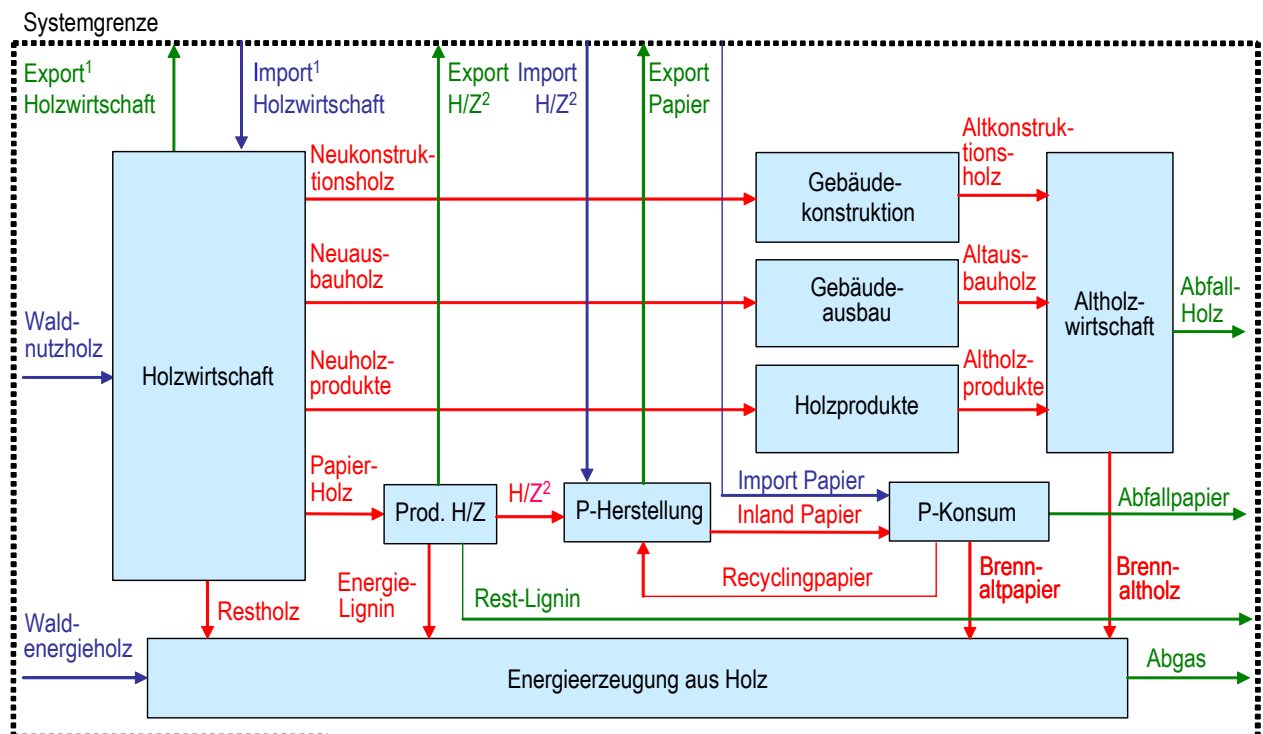 Systemgrenze
Export¹
Holzwirtschaft
Import¹
Holzwirtschaft
Export
H/Z²
Import
H/Z²
Export
Papier
Neukonstruk-
tionsholz
Gebäude-
konstruktion
Altkonstruk-
tions-
holz
Neuaus-
bauholz
Gebäude-
ausbau
Altaus-
bauholz
Altholz-
wirtschaft
Abfall-
Holz
Wald-
nutzholz
Holzwirtschaft
Neuholz-
produkte
Holzprodukte
Altholz-
produkte
Papier-
Holz
Prod. H/Z
H/Z²
P-Herstellung
Import Papier
Inland Papier
P-Konsum
Abfallpapier
Recyclingpapier
Restholz
Energie-
Lignin
Rest-Lignin
Brenn-
altpapier
Brenn-
altholz
Wald-
energieholz
Energieerzeugung aus Holz
Abgas